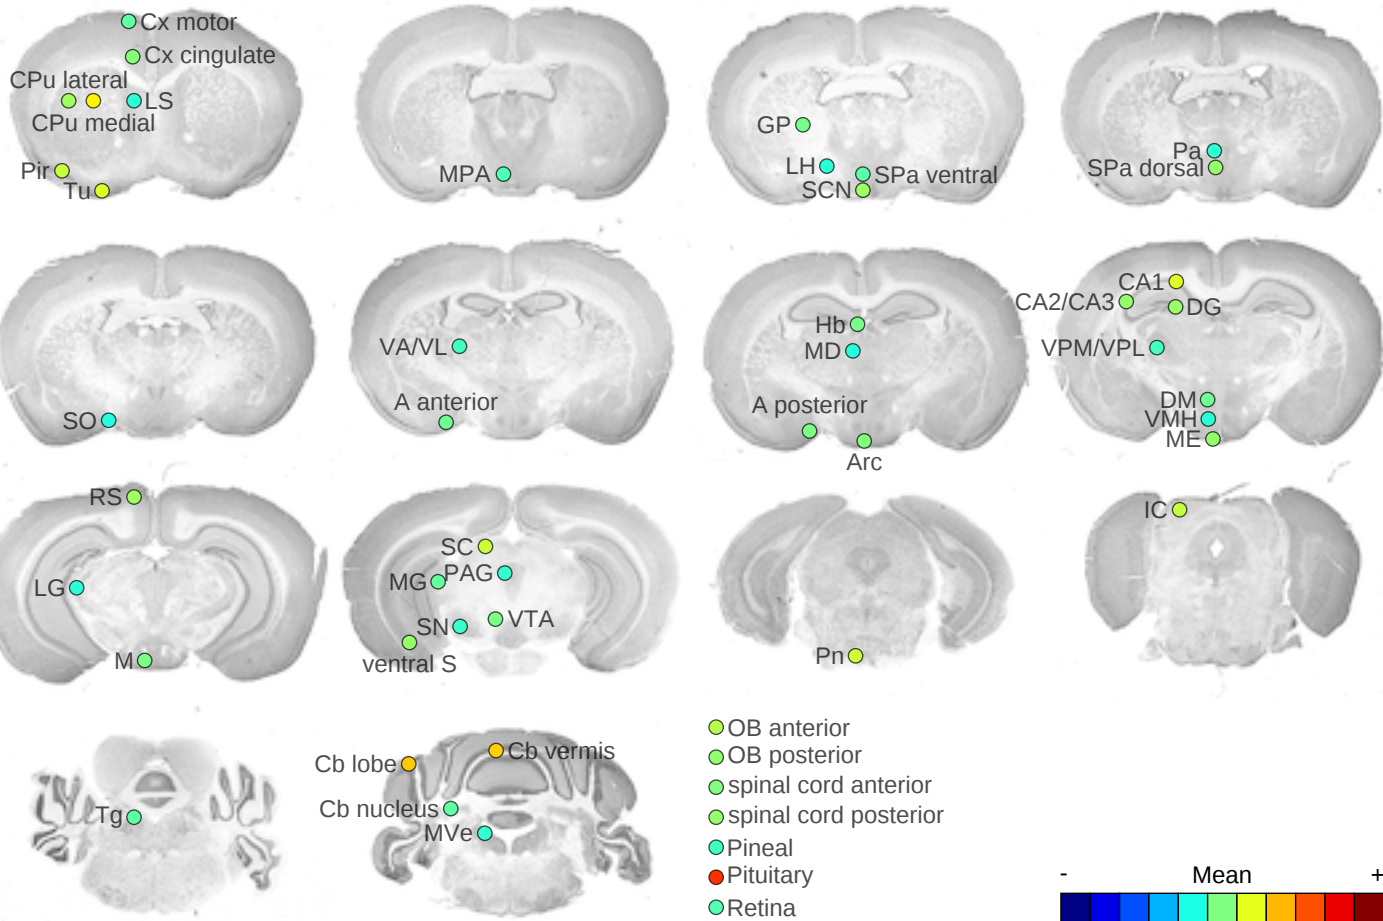 Cx motor
Cx cingulate
CPu lateral
LS
CPu medial
Pir
Tu
MPA
GP
LH
SPa ventral
SCN
Pa
SPa dorsal
SO
VA/VL
A anterior
Hb
MD
A posterior
Arc
CA1
CA2/CA3
DG
VPM/VPL
DM
VMH
ME
RS
LG
M
SC
MG
PAG
SN
VTA
ventral S
Pn
IC
Tg
Cb lobe
Cb vermis
Cb nucleus
MVe
OB anterior
OB posterior
spinal cord anterior
spinal cord posterior
Pineal
Pituitary
Retina
- Mean +